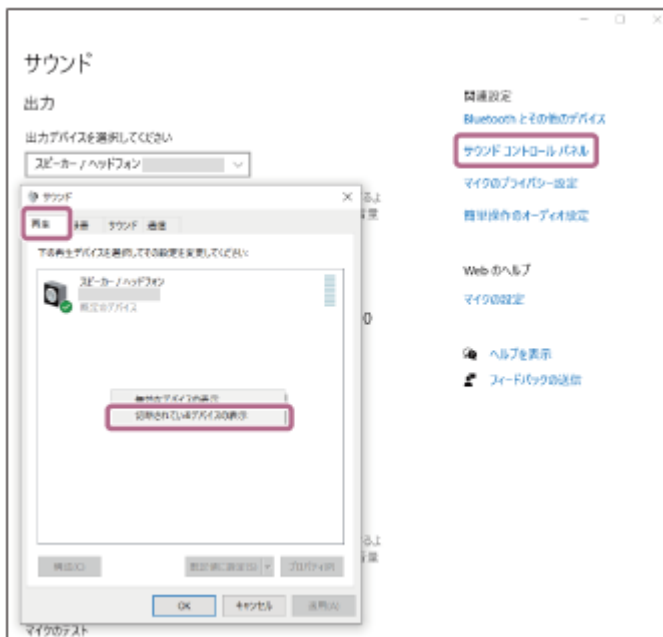 サウンド
出力
出力デバイスを選択してください
スピーカー / ヘッドフォン
サウンド
再生
録音
サウンド
通信
下の再生デバイスを選択してその設定を変更してください:
スピーカー / ヘッドフォン
既定のデバイス
無効なデバイスの表示
切断されているデバイスの表示
構成(C)
既定値に設定(S)
プロパティ(P)
OK
キャンセル
適用(A)
マイクのテスト
るよ
音量
0
るよ
音量
関連設定
Bluetooth とその他のデバイス
サウンド コントロール パネル
マイクのプライバシー設定
簡単操作のオーディオ設定
Web のヘルプ
マイクの設定
ヘルプを表示
フィードバックの送信